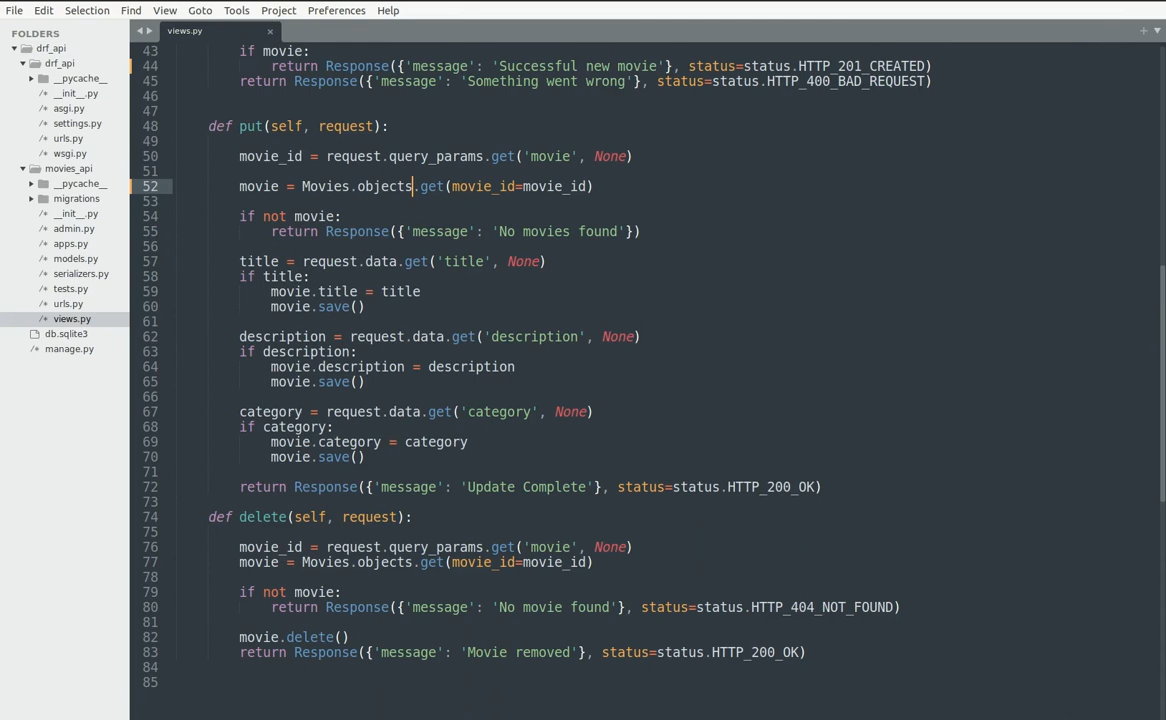 File Edit Selection Find View Goto Tools Project Preferences Help
FOLDERS
drf_api
drf_api
__pycache__
__init__.py
asgi.py
settings.py
urls.py
wsgi.py
movies_api
__pycache__
migrations
__init__.py
admin.py
apps.py
models.py
serializers.py
tests.py
urls.py
views.py
db.sqlite3
manage.py
views.py
43 if movie:
44 return Response({'message': 'Successful new movie'}, status=status.HTTP_201_CREATED)
45 return Response({'message': 'Something went wrong'}, status=status.HTTP_400_BAD_REQUEST)
46
47
48 def put(self, request):
49
50 movie_id = request.query_params.get('movie', None)
51
52 movie = Movies.objects.get(movie_id=movie_id)
53
54 if not movie:
55 return Response({'message': 'No movies found'})
56
57 title = request.data.get('title', None)
58 if title:
59 movie.title = title
60 movie.save()
61
62 description = request.data.get('description', None)
63 if description:
64 movie.description = description
65 movie.save()
66
67 category = request.data.get('category', None)
68 if category:
69 movie.category = category
70 movie.save()
71
72 return Response({'message': 'Update Complete'}, status=status.HTTP_200_OK)
73
74 def delete(self, request):
75
76 movie_id = request.query_params.get('movie', None)
77 movie = Movies.objects.get(movie_id=movie_id)
78
79 if not movie:
80 return Response({'message': 'No movie found'}, status=status.HTTP_404_NOT_FOUND)
81
82 movie.delete()
83 return Response({'message': 'Movie removed'}, status=status.HTTP_200_OK)
84
85